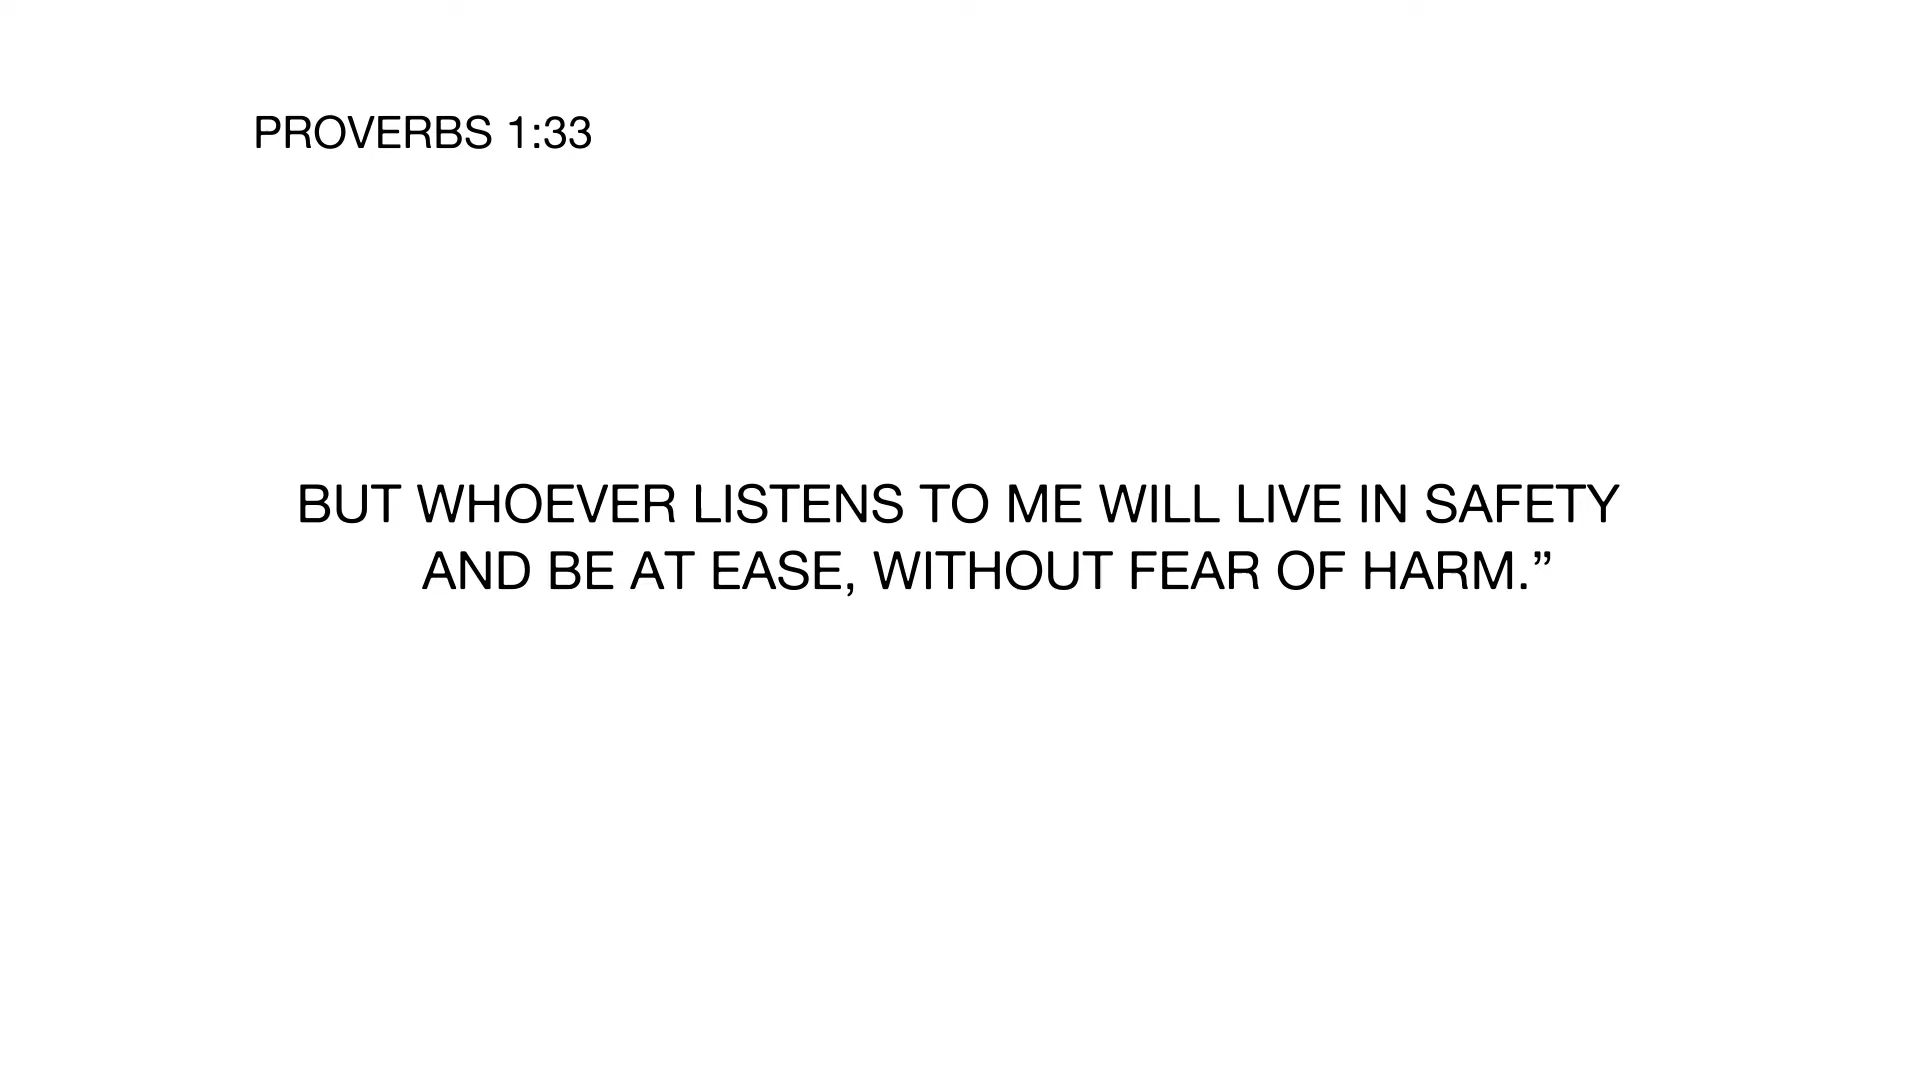 PROVERBS 1:33
BUT WHOEVER LISTENS TO ME WILL LIVE IN SAFETY
AND BE AT EASE, WITHOUT FEAR OF HARM.”